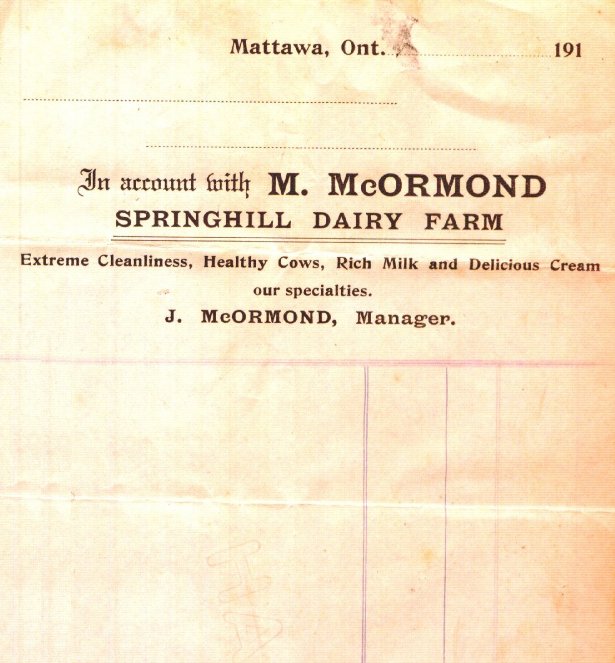 Mattawa, Ont. 191
In account with M. McORMOND
SPRINGHILL DAIRY FARM
Extreme Cleanliness, Healthy Cows, Rich Milk and Delicious Cream
our specialties.
J. McORMOND, Manager.